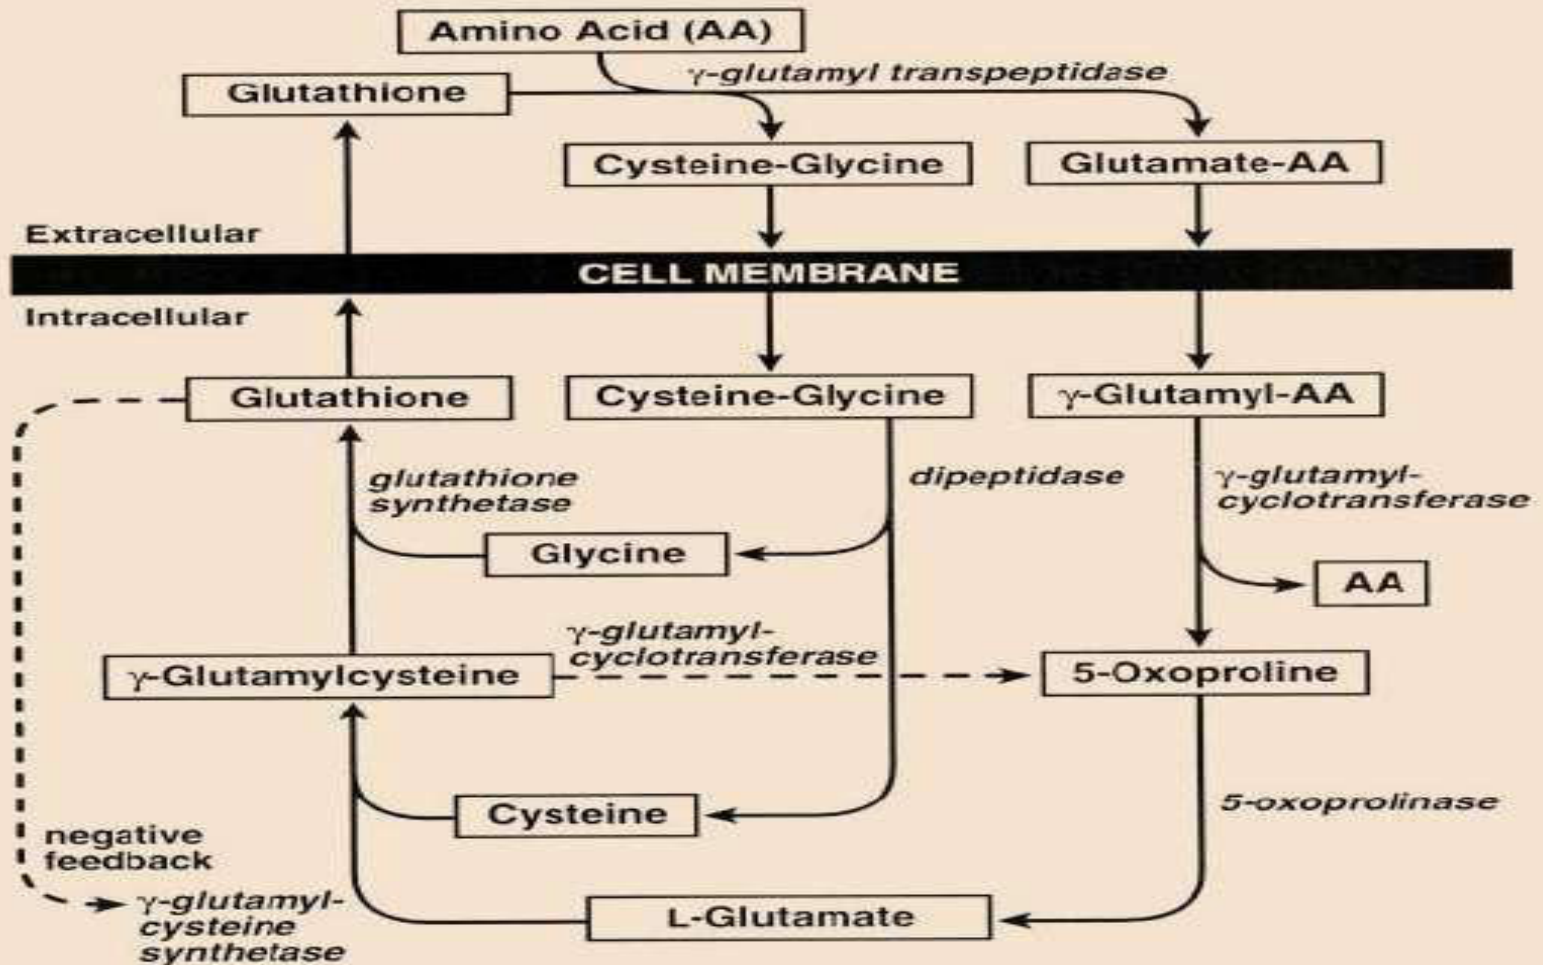 Amino Acid (AA)
γ-glutamyl transpeptidase
Glutathione
Cysteine-Glycine
Glutamate-AA
Extracellular
CELL MEMBRANE
Intracellular
Glutathione
Cysteine-Glycine
γ-Glutamyl-AA
glutathione
synthetase
dipeptidase
γ-glutamyl-
cyclotransferase
Glycine
AA
γ-glutamyl-
cyclotransferase
γ-Glutamylcysteine
5-Oxoproline
Cysteine
5-oxoprolinase
negative
feedback
γ-glutamyl-
cysteine
synthetase
L-Glutamate